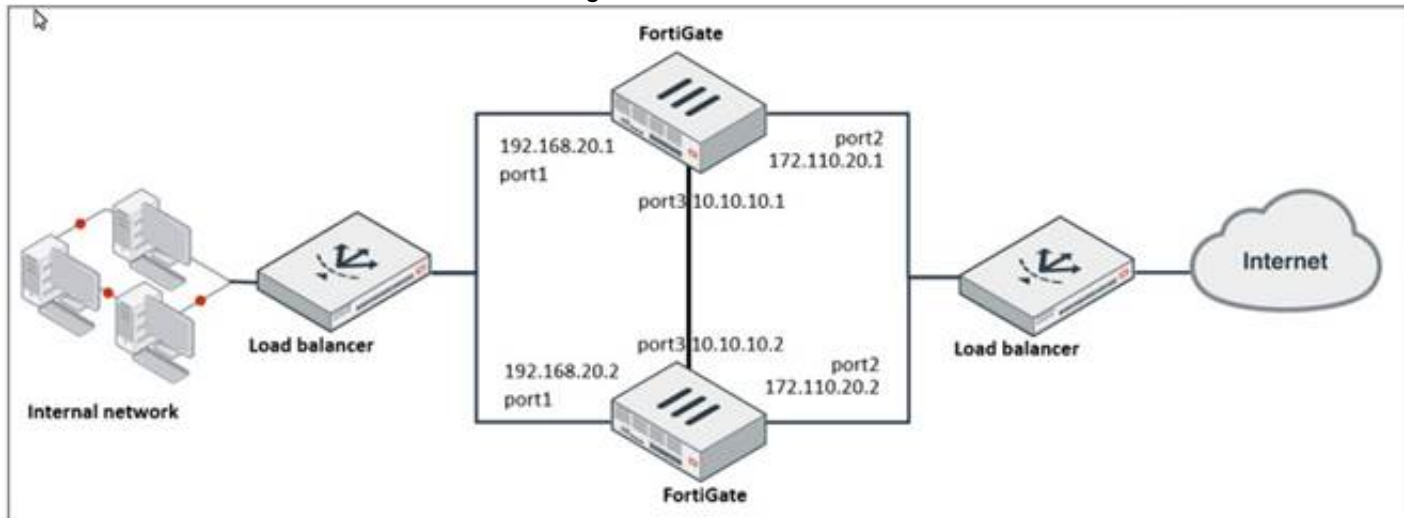 FortiGate
192.168.20.1
port1
port2
172.110.20.1
port3 10.10.10.1
Internet
Load balancer
Load balancer
port3 10.10.10.2
192.168.20.2
port1
port2
172.110.20.2
Internal network
FortiGate